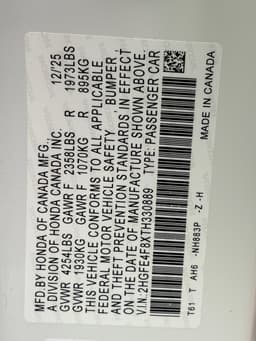 MFD BY HONDA OF CANADA MFG. 12/'25
A DIVISION OF HONDA CANADA INC.
GVWR 4254LBS GAWR F 2358LBS R 1973LBS
GVWR 1930KG GAWR F 1070KG R 895KG
THIS VEHICLE CONFORMS TO ALL APPLICABLE
FEDERAL MOTOR VEHICLE SAFETY , BUMPER ,
AND THEFT PREVENTION STANDARDS IN EFFECT
ON THE DATE OF MANUFACTURE SHOWN ABOVE.
V.I.N.:2HGFE4F8XTH330889 TYPE: PASSENGER CAR
T61 T AH6 -NH883P -Z -H
MADE IN CANADA